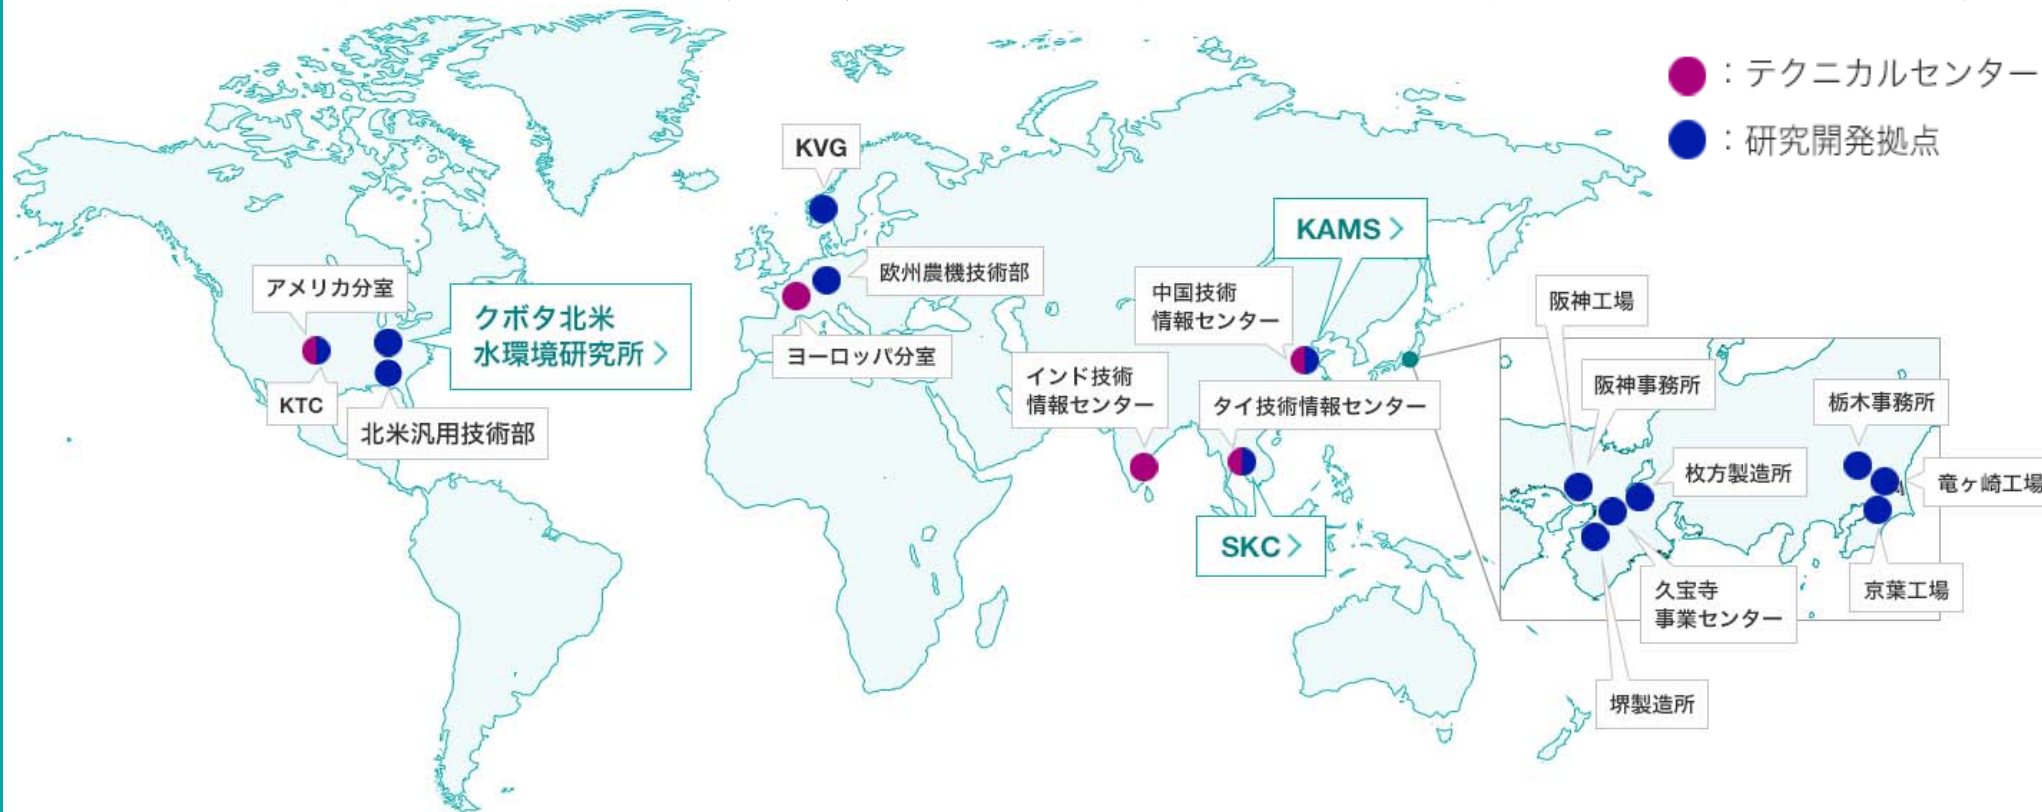 ：テクニカルセンター
：研究開発拠点
KVG
KAMS >
アメリカ分室
クボタ北米
水環境研究所 >
KTC
北米汎用技術部
欧州農機技術部
ヨーロッパ分室
中国技術
情報センター
インド技術
情報センター
タイ技術情報センター
SKC >
阪神工場
阪神事務所
枚方製造所
栃木事務所
竜ヶ崎工場
京葉工場
久宝寺
事業センター
堺製造所